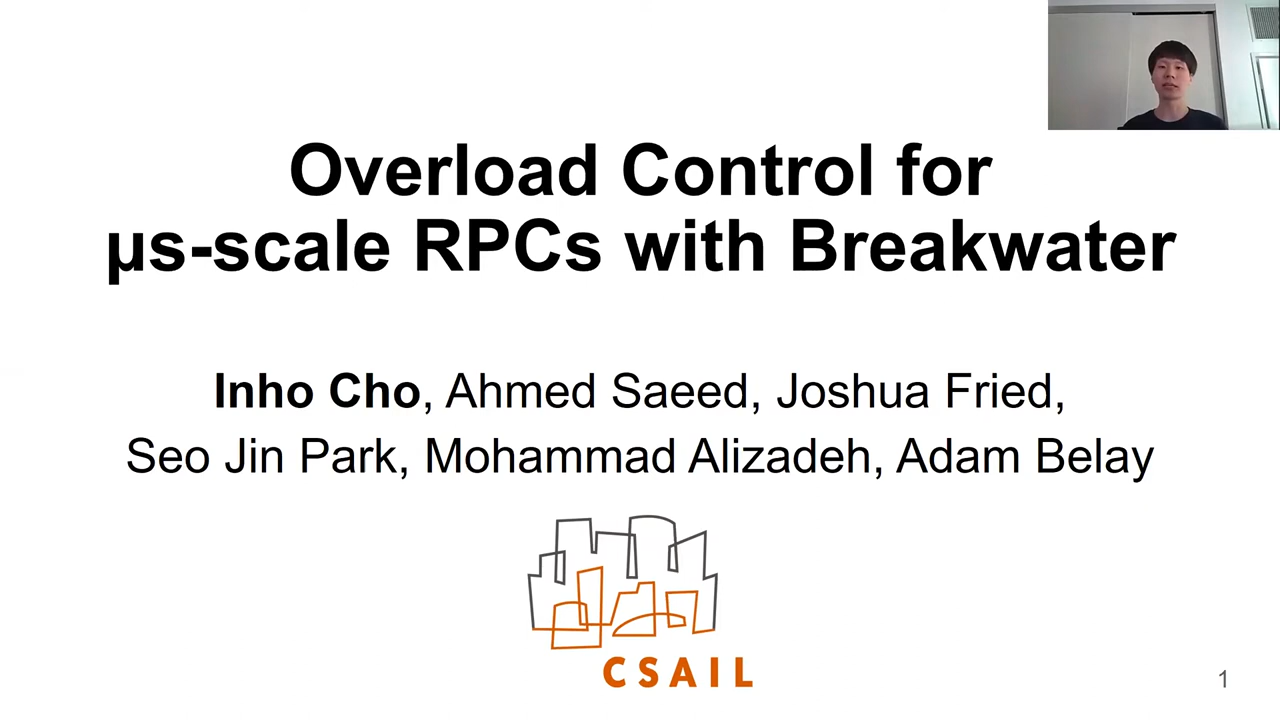 Overload Control for
μs-scale RPCs with Breakwater
Inho Cho, Ahmed Saeed, Joshua Fried,
Seo Jin Park, Mohammad Alizadeh, Adam Belay
CSAIL
1